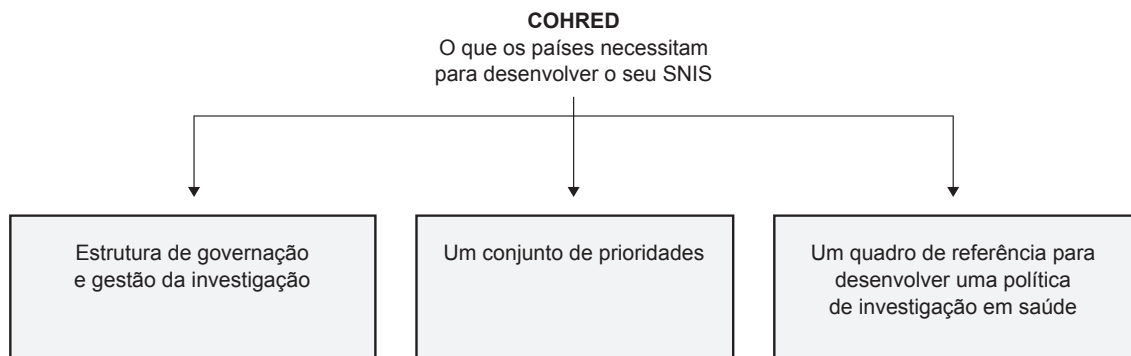 COHRED
O que os países necessitam
para desenvolver o seu SNIS
Estrutura de governação
e gestão da investigação
Um conjunto de prioridades
Um quadro de referência para
desenvolver uma política
de investigação em saúde